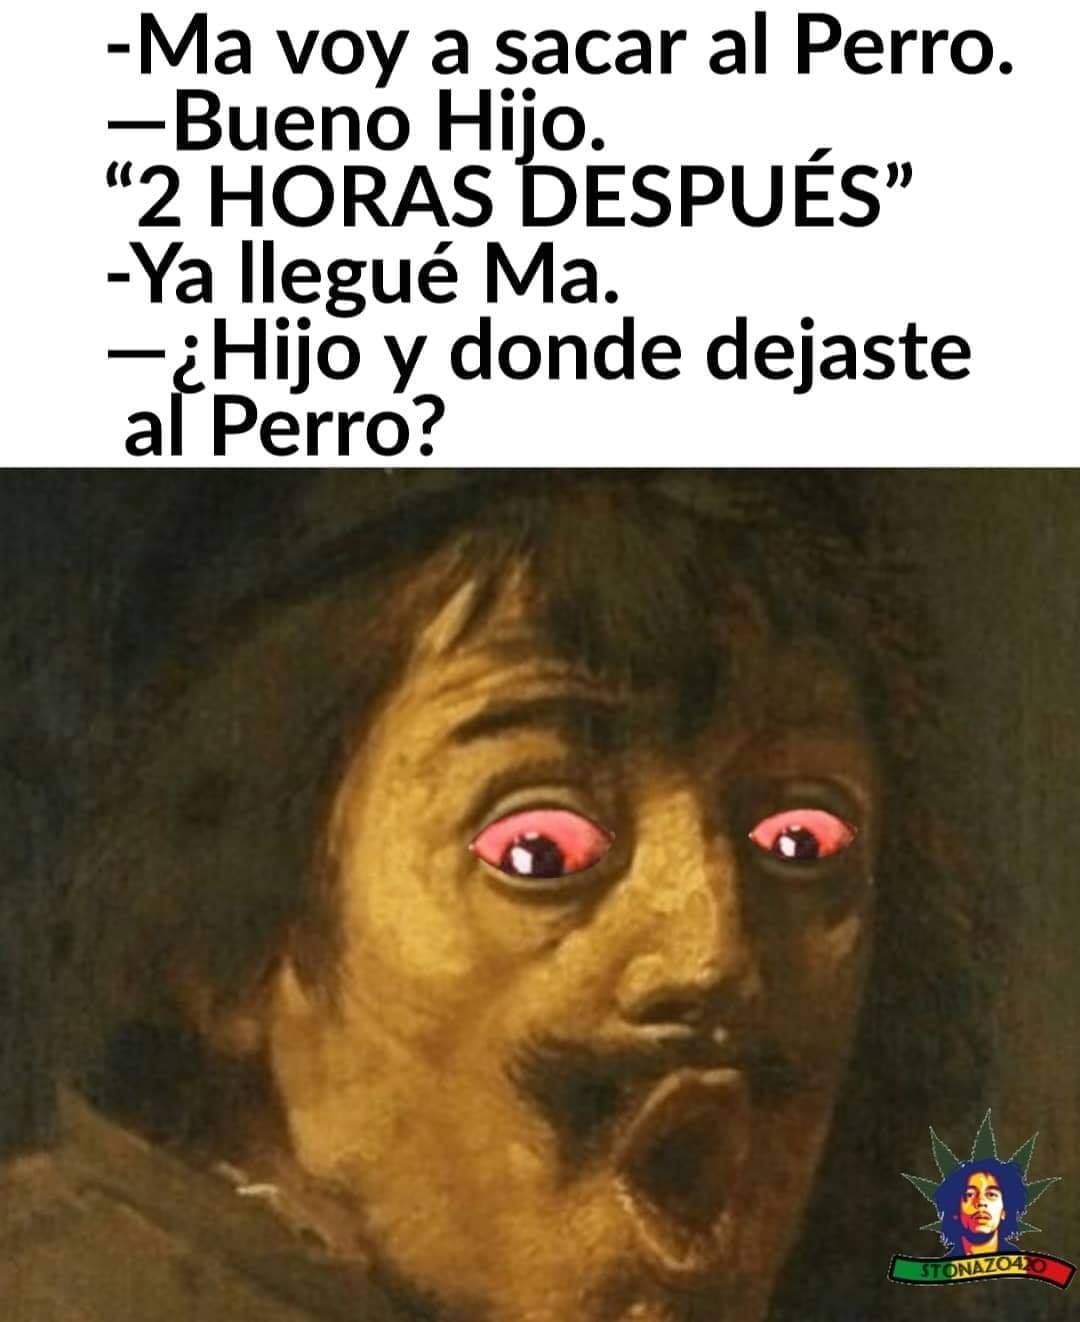 -Ma voy a sacar al Perro.
—Bueno Hijo.
“2 HORAS DESPUÉS”
-Ya llegué Ma.
—¿Hijo y donde dejaste
al Perro?
STONAZO420